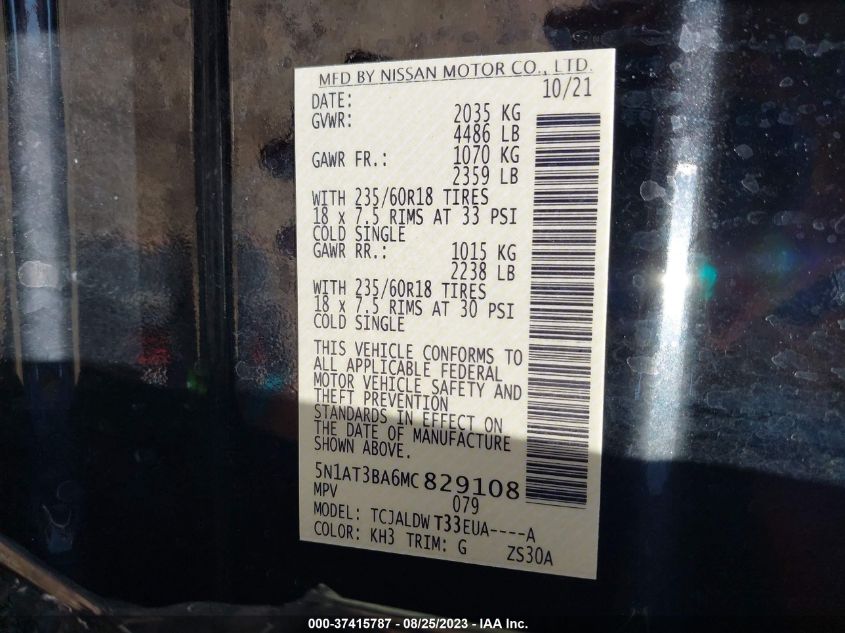 MFD BY NISSAN MOTOR CO., LTD.
DATE: 10/21
GVWR: 2035 KG
4486 LB
GAWR FR.: 1070 KG
2359 LB
WITH 235/60R18 TIRES
18 x 7.5 RIMS AT 33 PSI
COLD SINGLE
GAWR RR.: 1015 KG
2238 LB
WITH 235/60R18 TIRES
18 x 7.5 RIMS AT 30 PSI
COLD SINGLE
THIS VEHICLE CONFORMS TO
ALL APPLICABLE FEDERAL
MOTOR VEHICLE SAFETY AND
THEFT PREVENTION
STANDARDS IN EFFECT ON
THE DATE OF MANUFACTURE
SHOWN ABOVE.
5N1AT3BA6MC829108
MPV 079
MODEL: TCJALDW T33EUA----A
COLOR: KH3 TRIM: G ZS30A
000-37415787 - 08/25/2023 - IAA Inc.